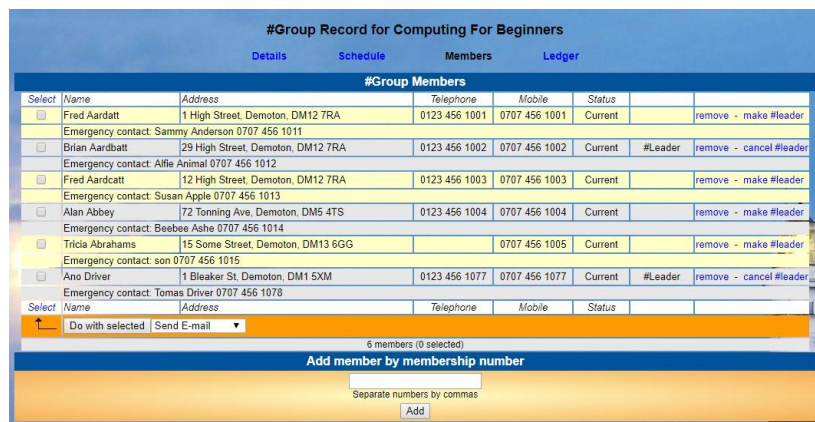 #Group Record for Computing For Beginners
Details Schedule Members Ledger
#Group Members
Select Name Address Telephone Mobile Status
Fred Aardatt 1 High Street, Demoton, DM12 7RA 0123 456 1001 0707 456 1001 Current remove - make #leader
Emergency contact: Sammy Anderson 0707 456 1011
Brian Aardbatt 29 High Street, Demoton, DM12 7RA 0123 456 1002 0707 456 1002 Current #Leader remove - cancel #leader
Emergency contact: Alfie Animal 0707 456 1012
Fred Aardcatt 12 High Street, Demoton, DM12 7RA 0123 456 1003 0707 456 1003 Current remove - make #leader
Emergency contact: Susan Apple 0707 456 1013
Alan Abbey 72 Tonning Ave, Demoton, DM5 4TS 0123 456 1004 0707 456 1004 Current remove - make #leader
Emergency contact: Beebee Ashe 0707 456 1014
Tricia Abrahams 15 Some Street, Demoton, DM13 6GG 0707 456 1005 Current remove - make #leader
Emergency contact: son 0707 456 1015
Ano Driver 1 Bleaker St, Demoton, DM1 5XM 0123 456 1077 0707 456 1077 Current #Leader remove - cancel #leader
Emergency contact: Tomas Driver 0707 456 1078
Select Name Address Telephone Mobile Status
Do with selected Send E-mail
6 members (0 selected)
Add member by membership number
Separate numbers by commas
Add